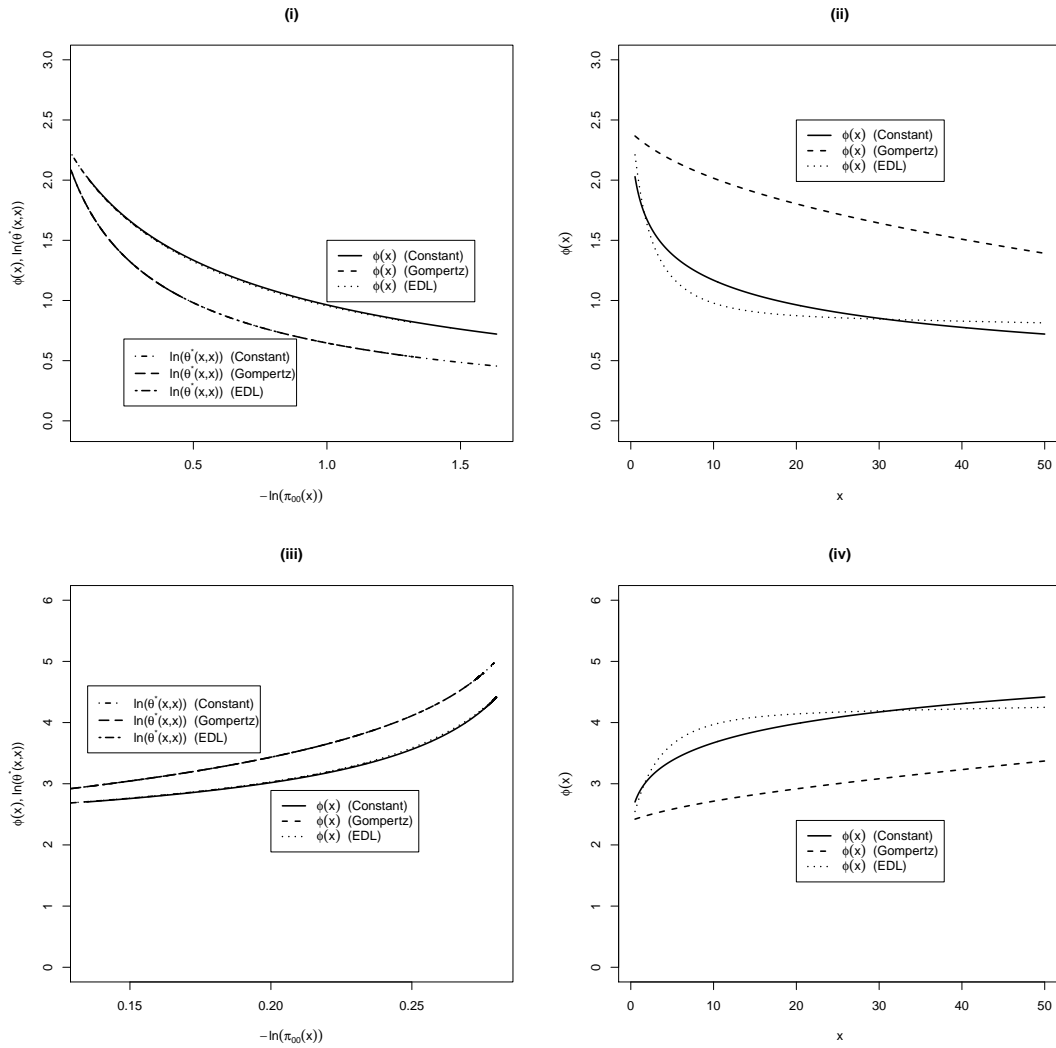 (i)
3.0
2.5
2.0
1.5
1.0
0.5
0.0
ϕ(x), ln(θ*(x,x))
ϕ(x) (Constant)
ϕ(x) (Gompertz)
ϕ(x) (EDL)
ln(θ*(x,x)) (Constant)
ln(θ*(x,x)) (Gompertz)
ln(θ*(x,x)) (EDL)
0.5 1.0 1.5
−ln(π00(x))
(ii)
3.0
2.5
2.0
1.5
1.0
0.5
0.0
ϕ(x)
ϕ(x) (Constant)
ϕ(x) (Gompertz)
ϕ(x) (EDL)
0 10 20 30 40 50
x
(iii)
6
5
4
3
2
1
0
ϕ(x), ln(θ*(x,x))
ln(θ*(x,x)) (Constant)
ln(θ*(x,x)) (Gompertz)
ln(θ*(x,x)) (EDL)
ϕ(x) (Constant)
ϕ(x) (Gompertz)
ϕ(x) (EDL)
0.15 0.20 0.25
−ln(π00(x))
(iv)
6
5
4
3
2
1
0
ϕ(x)
ϕ(x) (Constant)
ϕ(x) (Gompertz)
ϕ(x) (EDL)
0 10 20 30 40 50
x